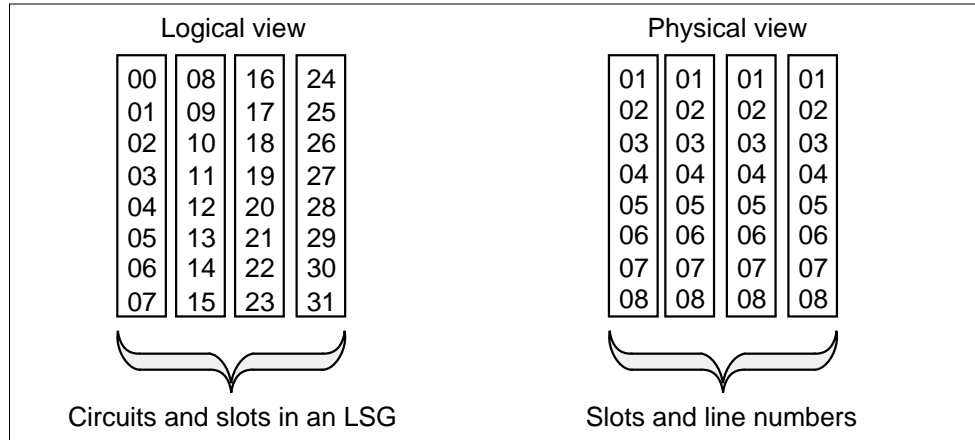 Logical view Physical view
00 08 16 24 01 01 01 01
01 09 17 25 02 02 02 02
02 10 18 26 03 03 03 03
03 11 19 27 04 04 04 04
04 12 20 28 05 05 05 05
05 13 21 29 06 06 06 06
06 14 22 30 07 07 07 07
07 15 23 31 08 08 08 08
Circuits and slots in an LSG Slots and line numbers